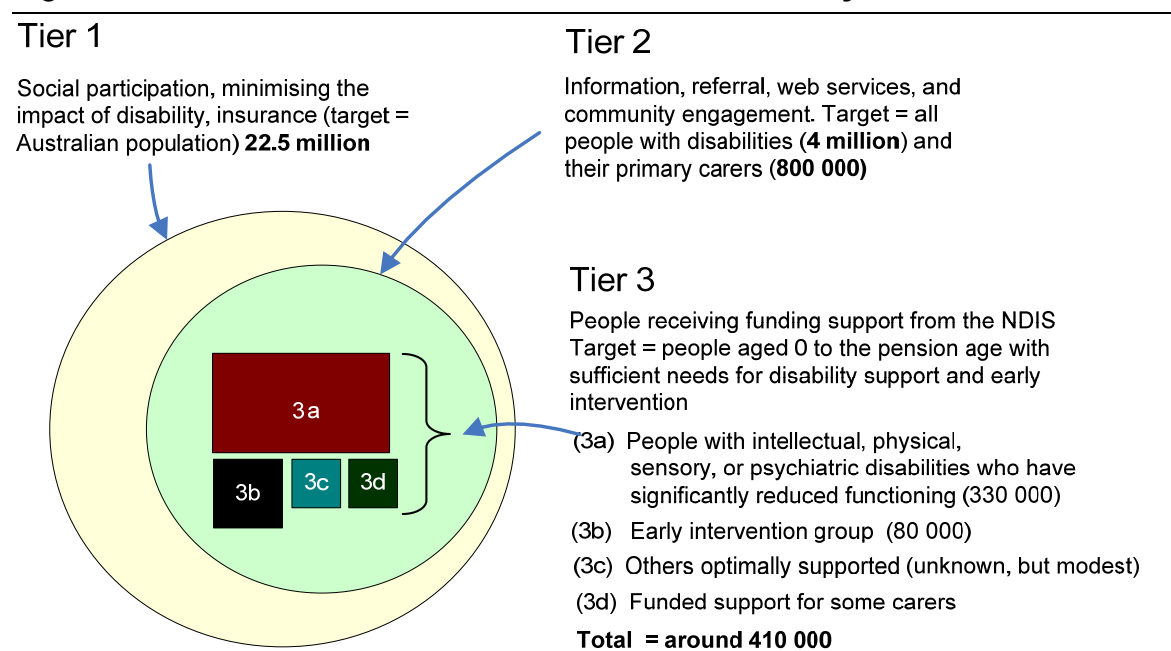 Tier 1
Social participation, minimising the
impact of disability, insurance (target =
Australian population) 22.5 million
Tier 2
Information, referral, web services, and
community engagement. Target = all
people with disabilities (4 million) and
their primary carers (800 000)
Tier 3
People receiving funding support from the NDIS
Target = people aged 0 to the pension age with
sufficient needs for disability support and early
intervention
(3a) People with intellectual, physical,
sensory, or psychiatric disabilities who have
significantly reduced functioning (330 000)
(3b) Early intervention group (80 000)
(3c) Others optimally supported (unknown, but modest)
(3d) Funded support for some carers
Total = around 410 000
3a
3b
3c
3d